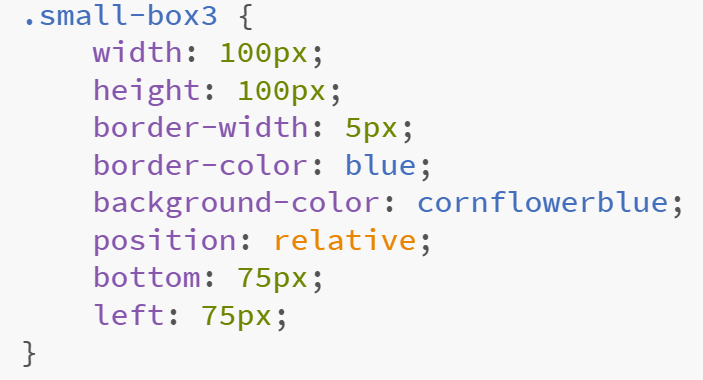 .small-box3 {
    width: 100px;
    height: 100px;
    border-width: 5px;
    border-color: blue;
    background-color: cornflowerblue;
    position: relative;
    bottom: 75px;
    left: 75px;
}